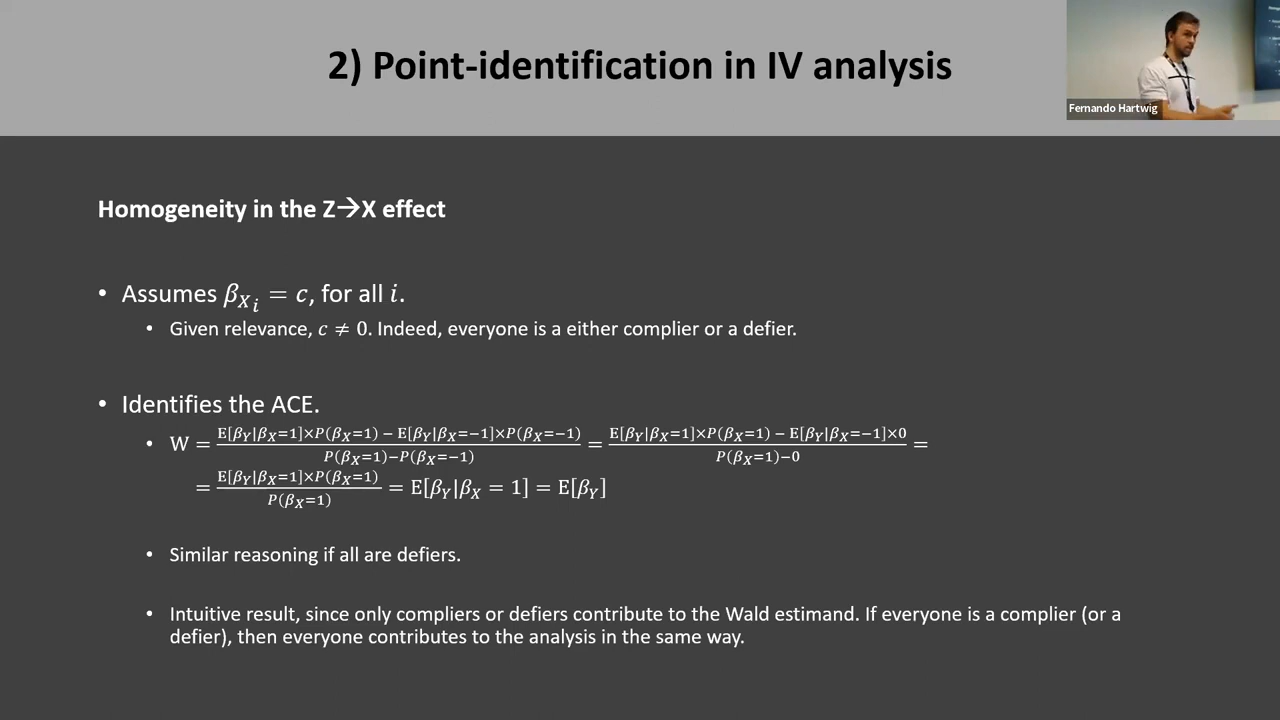 2) Point-identification in IV analysis
Fernando Hartwig
Homogeneity in the Z→X effect
• Assumes β_{X_i} = c, for all i.
• Given relevance, c ≠ 0. Indeed, everyone is a either complier or a defier.
• Identifies the ACE.
• W = \frac{E[β_Y|β_X=1]×P(β_X=1) − E[β_Y|β_X=−1]×P(β_X=−1)}{P(β_X=1)−P(β_X=−1)} = \frac{E[β_Y|β_X=1]×P(β_X=1) − E[β_Y|β_X=−1]×0}{P(β_X=1)−0} =
= \frac{E[β_Y|β_X=1]×P(β_X=1)}{P(β_X=1)} = E[β_Y|β_X = 1] = E[β_Y]
• Similar reasoning if all are defiers.
• Intuitive result, since only compliers or defiers contribute to the Wald estimand. If everyone is a complier (or a
defier), then everyone contributes to the analysis in the same way.